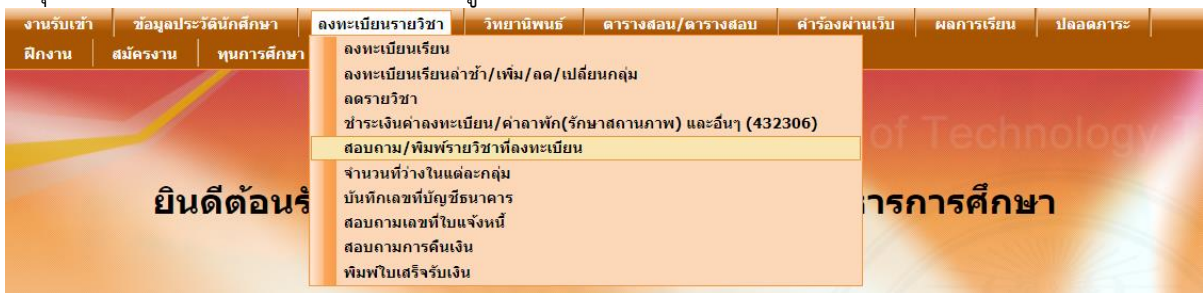 งานรับเข้า ข้อมูลประวัตินักศึกษา ลงทะเบียนรายวิชา วิทยานิพนธ์ ตารางสอน/ตารางสอบ คำร้องผ่านเว็บ ผลการเรียน ปลอดภาระ
ฝึกงาน สมัครงาน ทุนการศึกษา
ลงทะเบียนเรียน
ลงทะเบียนเรียนล่าช้า/เพิ่ม/ลด/เปลี่ยนกลุ่ม
ลดรายวิชา
ชำระเงินค่าลงทะเบียน/ค่าลาพัก(รักษาสถานภาพ) และอื่นๆ (432306)
of Technology
สอบถาม/พิมพ์รายวิชาที่ลงทะเบียน
จำนวนที่ว่างในแต่ละกลุ่ม
บันทึกเลขที่บัญชีธนาคาร
ยินดีต้อนรั ารการศึกษา
สอบถามเลขที่ใบแจ้งหนี้
สอบถามการคืนเงิน
พิมพ์ใบเสร็จรับเงิน